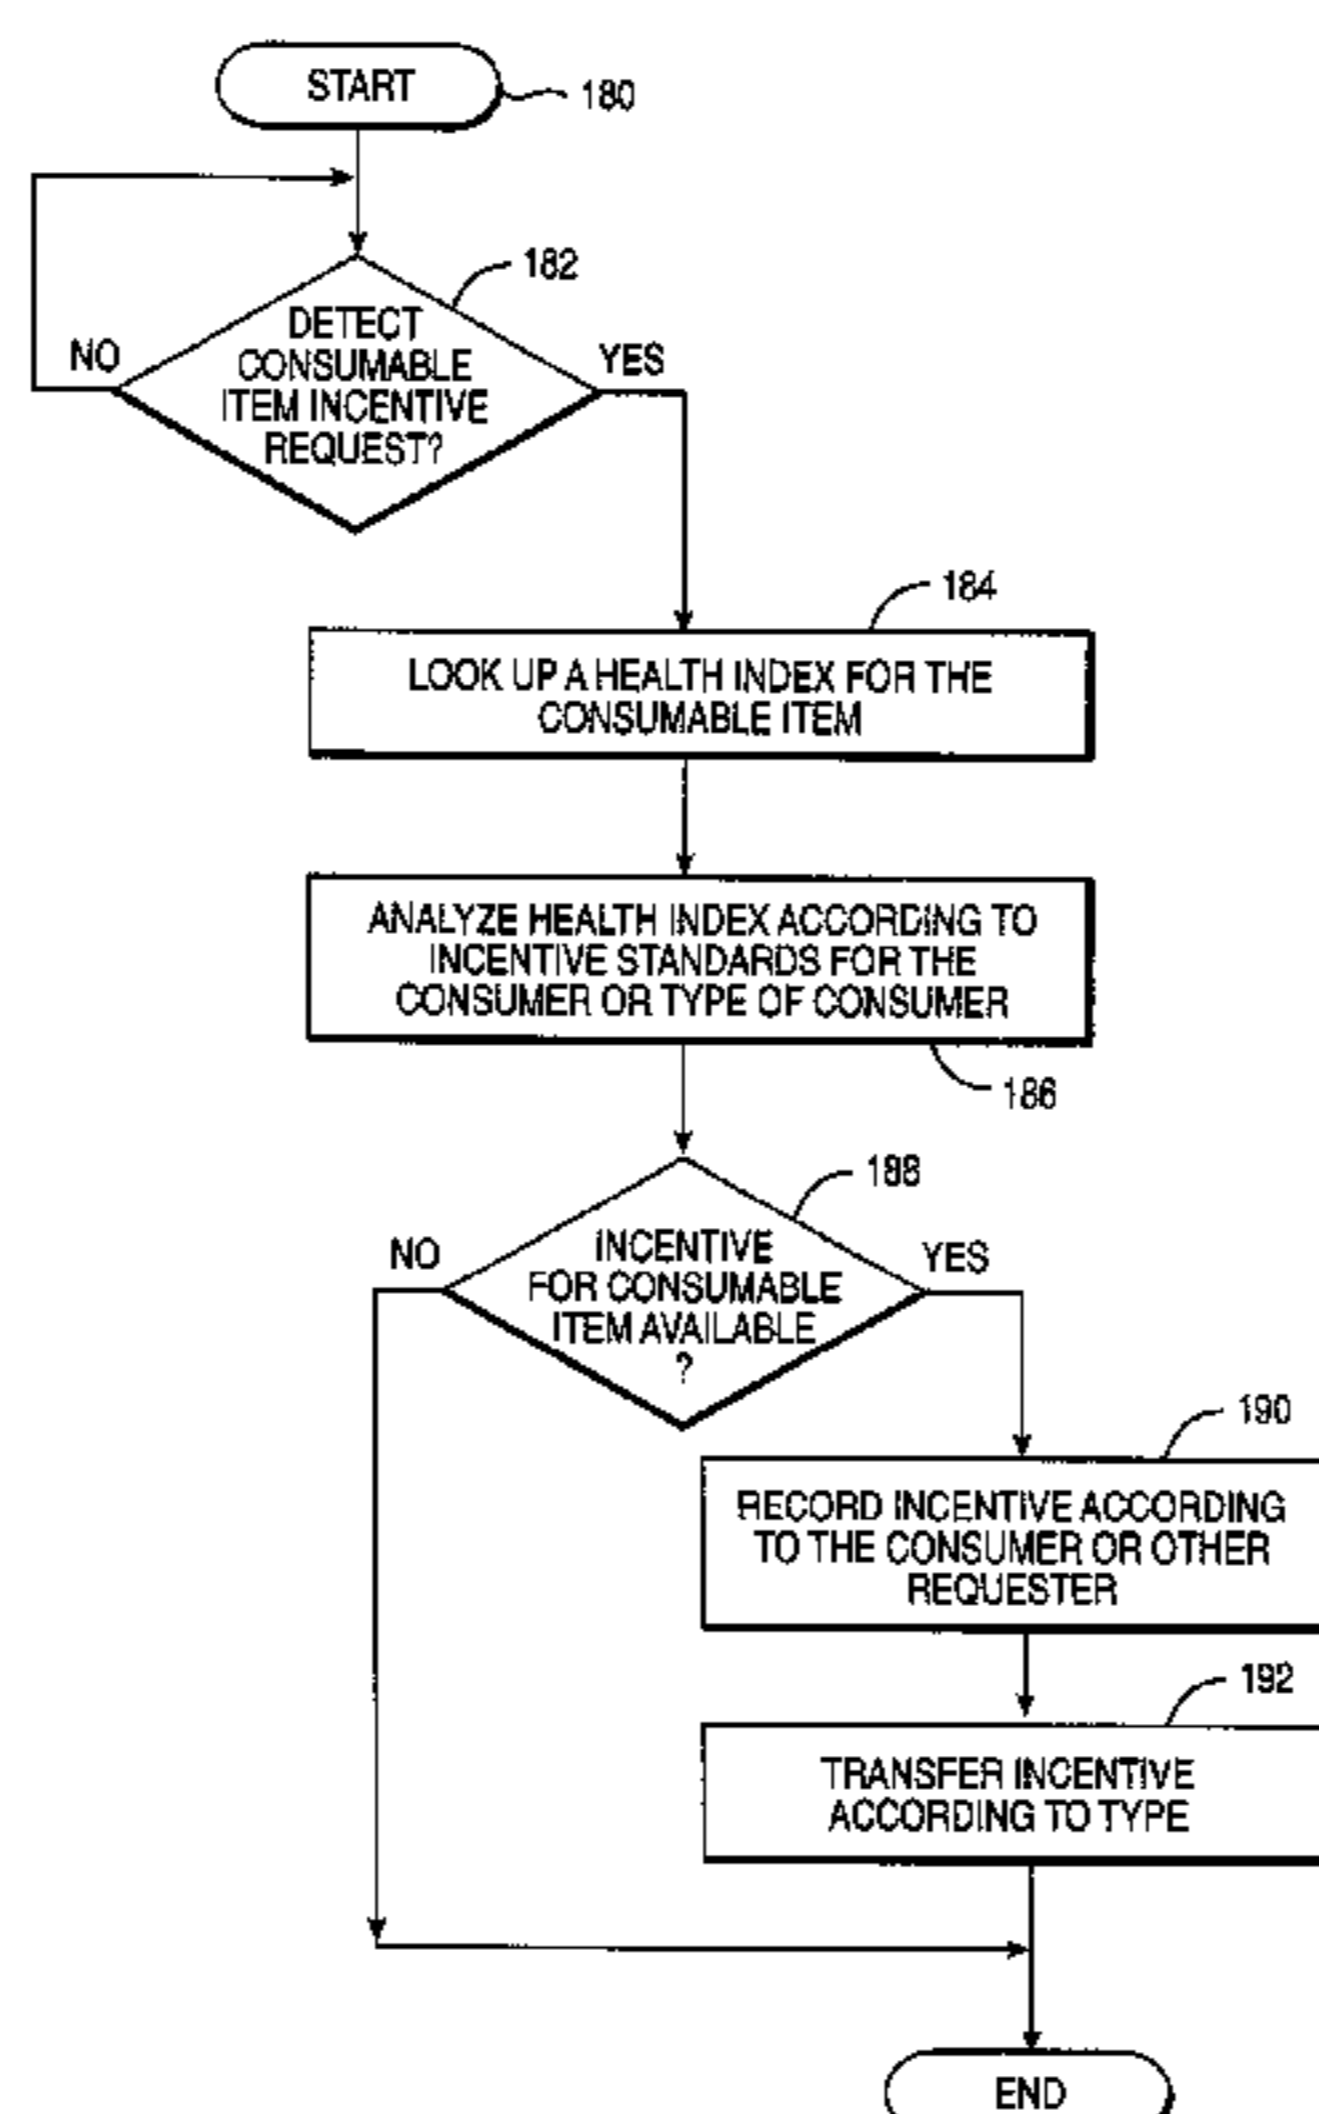 START
180
182
DETECT
CONSUMABLE
ITEM INCENTIVE
REQUEST?
NO
YES
184
LOOK UP A HEALTH INDEX FOR THE
CONSUMABLE ITEM
ANALYZE HEALTH INDEX ACCORDING TO
INCENTIVE STANDARDS FOR THE
CONSUMER OR TYPE OF CONSUMER
186
188
INCENTIVE
FOR CONSUMABLE
ITEM AVAILABLE
?
NO
YES
190
RECORD INCENTIVE ACCORDING
TO THE CONSUMER OR OTHER
REQUESTER
192
TRANSFER INCENTIVE
ACCORDING TO TYPE
END